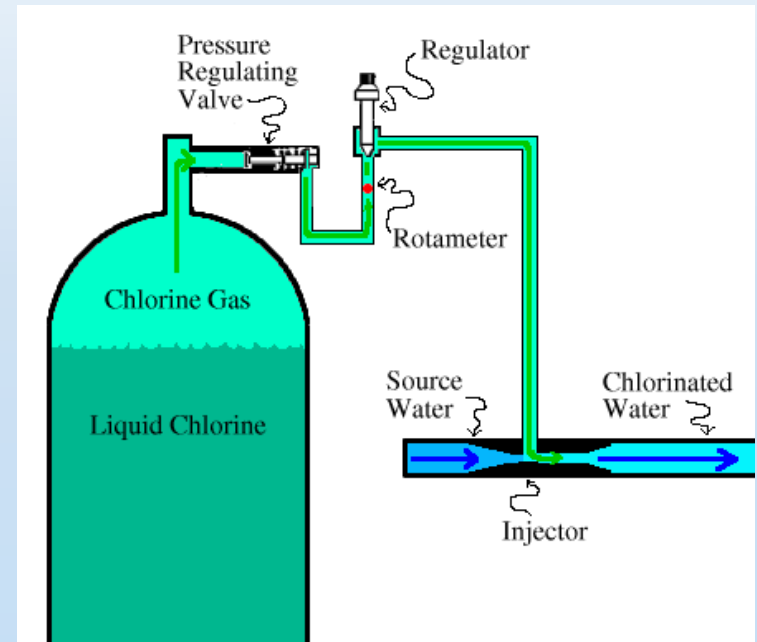 Pressure
Regulating
Valve
Regulator
Rotameter
Chlorine Gas
Liquid Chlorine
Source
Water
Chlorinated
Water
Injector